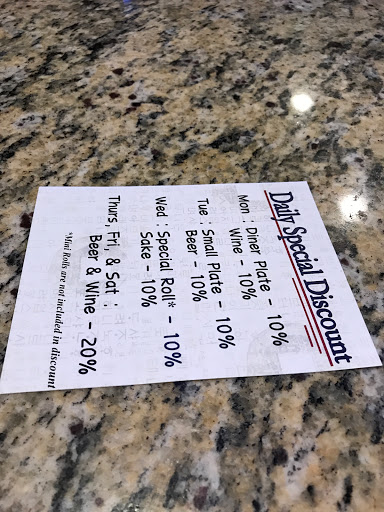 Daily Special Discount
Mon : Diner Plate - 10%
Wine - 10%
Tue : Small Plate - 10%
Beer - 10%
Wed : Special Roll* - 10%
Sake - 10%
Thurs, Fri, & Sat :
Beer & Wine - 20%
*Mini Rolls are not included in discount